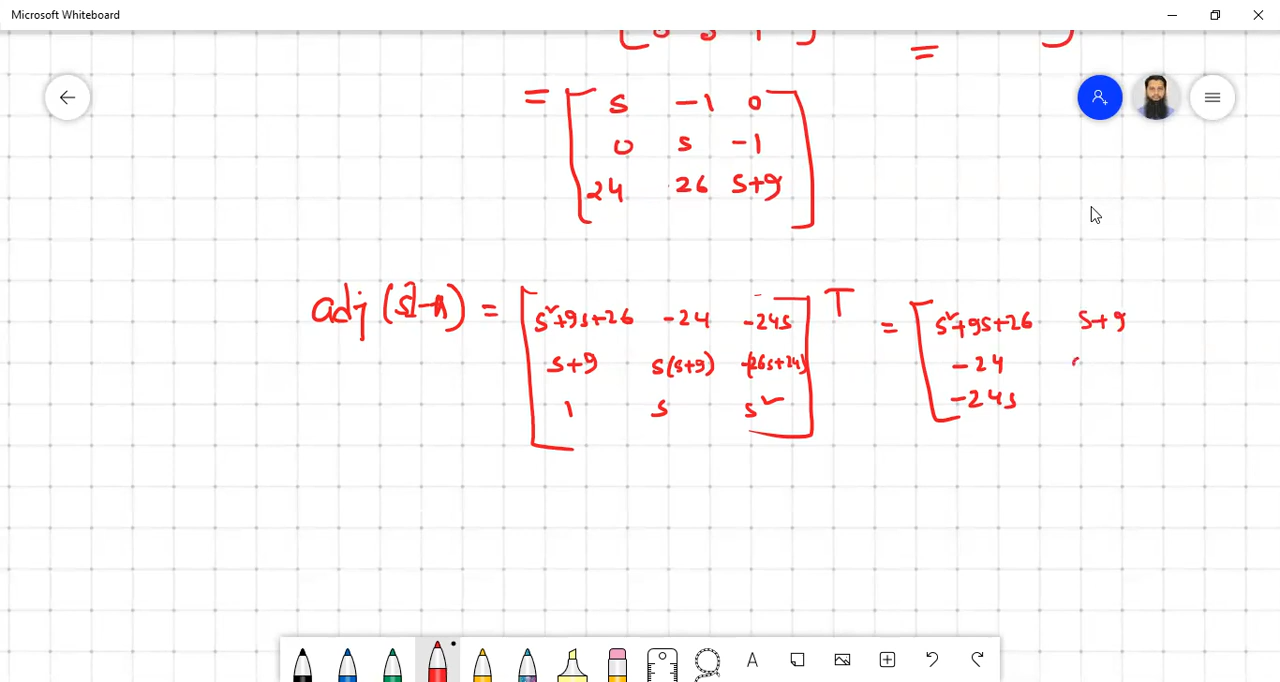 Microsoft Whiteboard
= [ s -1 0
0 s -1
24 26 s+9 ]
adj(sI-A) = [ s²+9s+26 -24 -24s
s+9 s(s+9) -(26s+24)
1 s s² ]ᵀ = [ s²+9s+26 s+9
-24
-24s
A